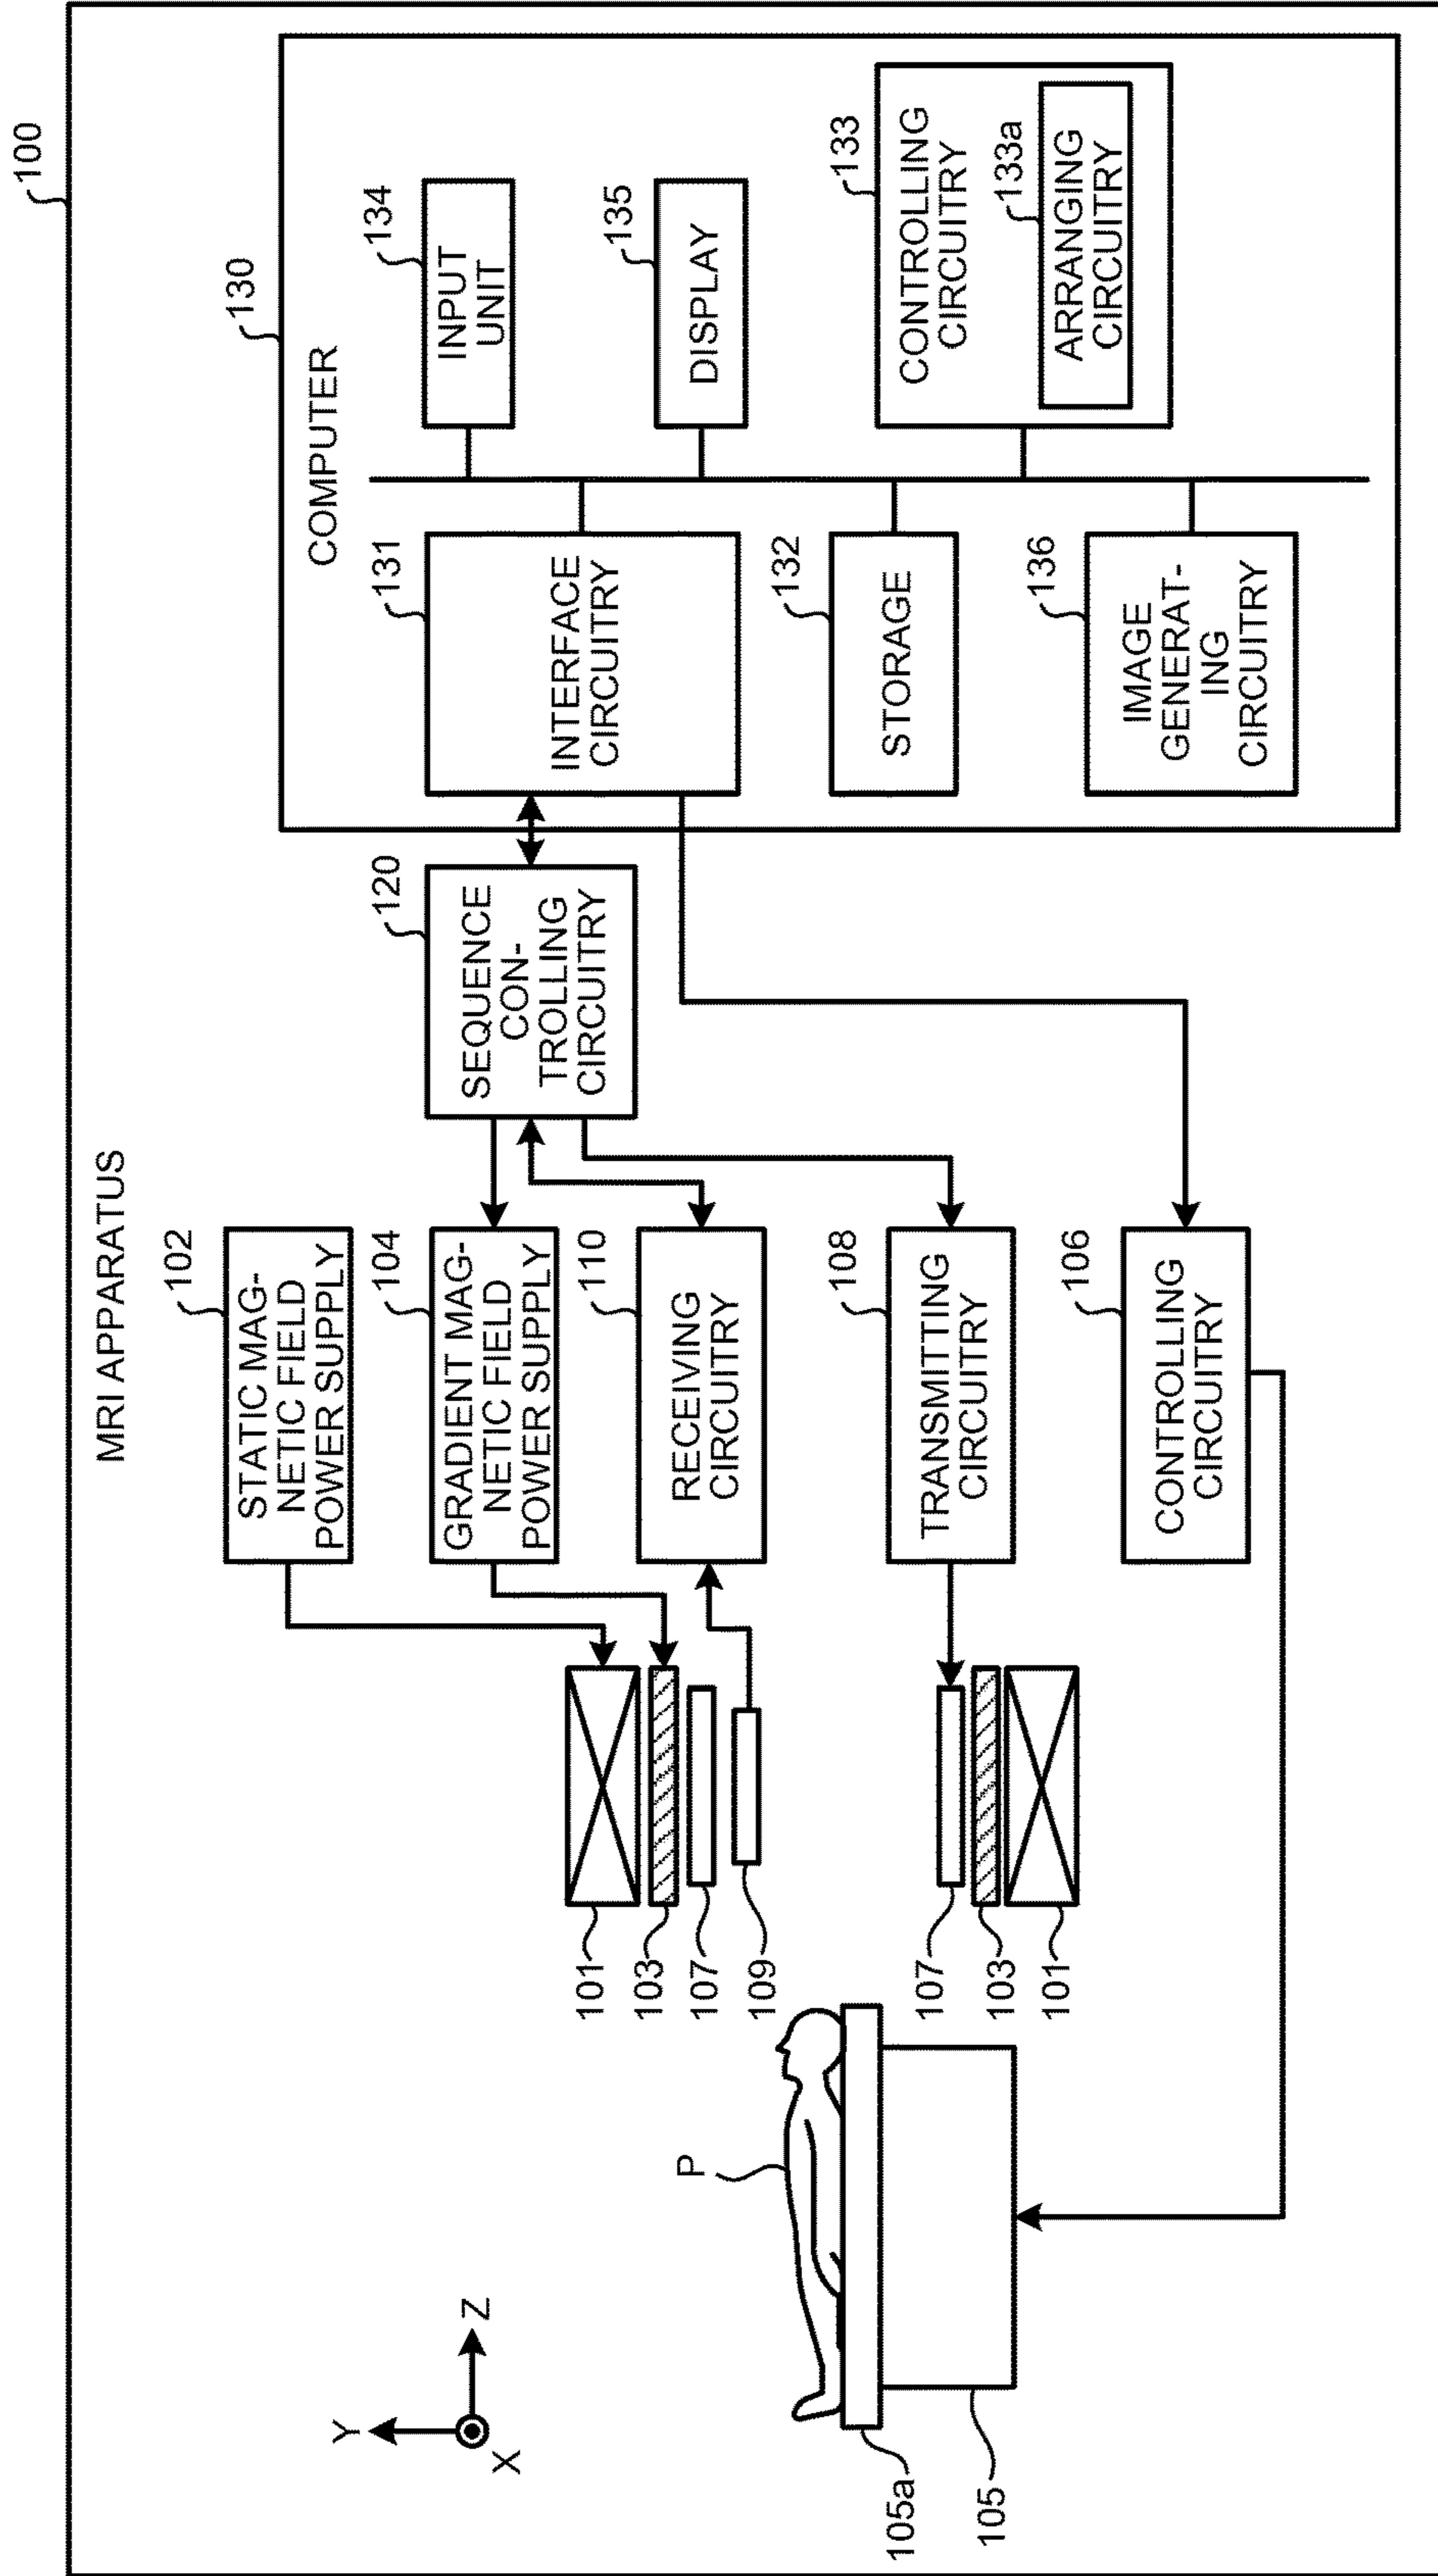 100
MRI APPARATUS
130
COMPUTER
102
STATIC MAG-
NETIC FIELD
POWER SUPPLY
104
GRADIENT MAG-
NETIC FIELD
POWER SUPPLY
110
RECEIVING
CIRCUITRY
108
TRANSMITTING
CIRCUITRY
106
CONTROLLING
CIRCUITRY
120
SEQUENCE
CON-
TROLLING
CIRCUITRY
131
INTERFACE
CIRCUITRY
132
STORAGE
136
IMAGE
GENERAT-
ING
CIRCUITRY
134
INPUT
UNIT
135
DISPLAY
133
CONTROLLING
CIRCUITRY
133a
ARRANGING
CIRCUITRY
101
103
107
109
107
103
101
P
Y
Z
X
105a
105